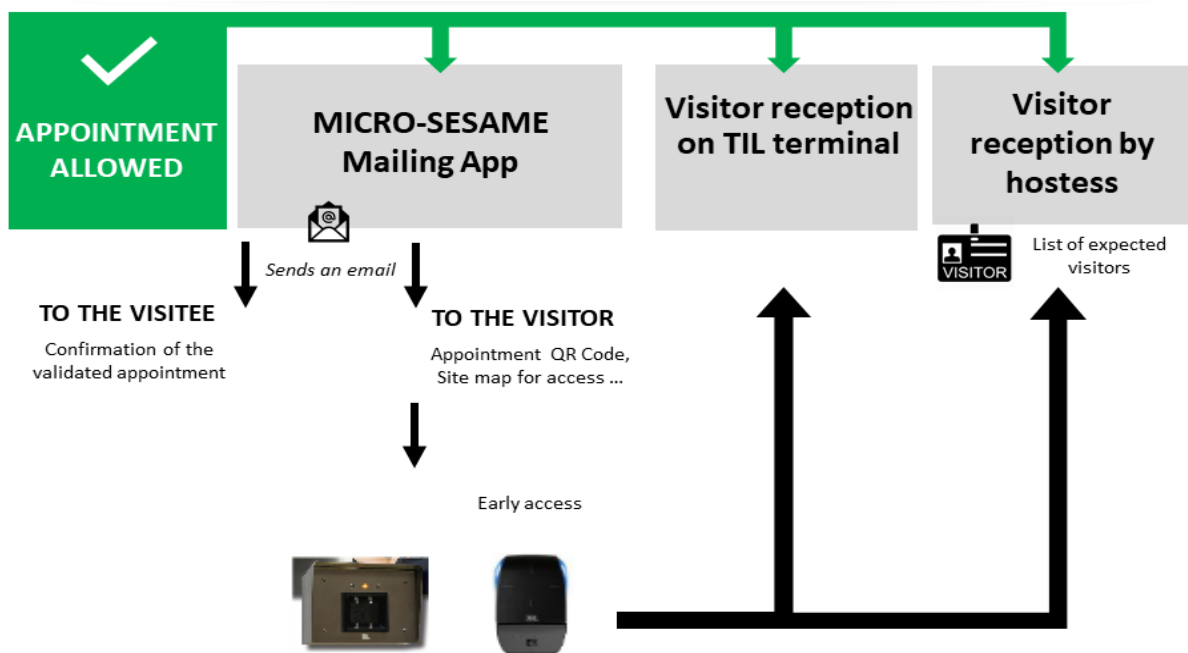 APPOINTMENT
ALLOWED
MICRO-SESAME
Mailing App
Visitor reception
on TIL terminal
Visitor
reception by
hostess
@
Sends an email
VISITOR
List of expected
visitors
TO THE VISITEE
Confirmation of the
validated appointment
TO THE VISITOR
Appointment QR Code,
Site map for access ...
Early access